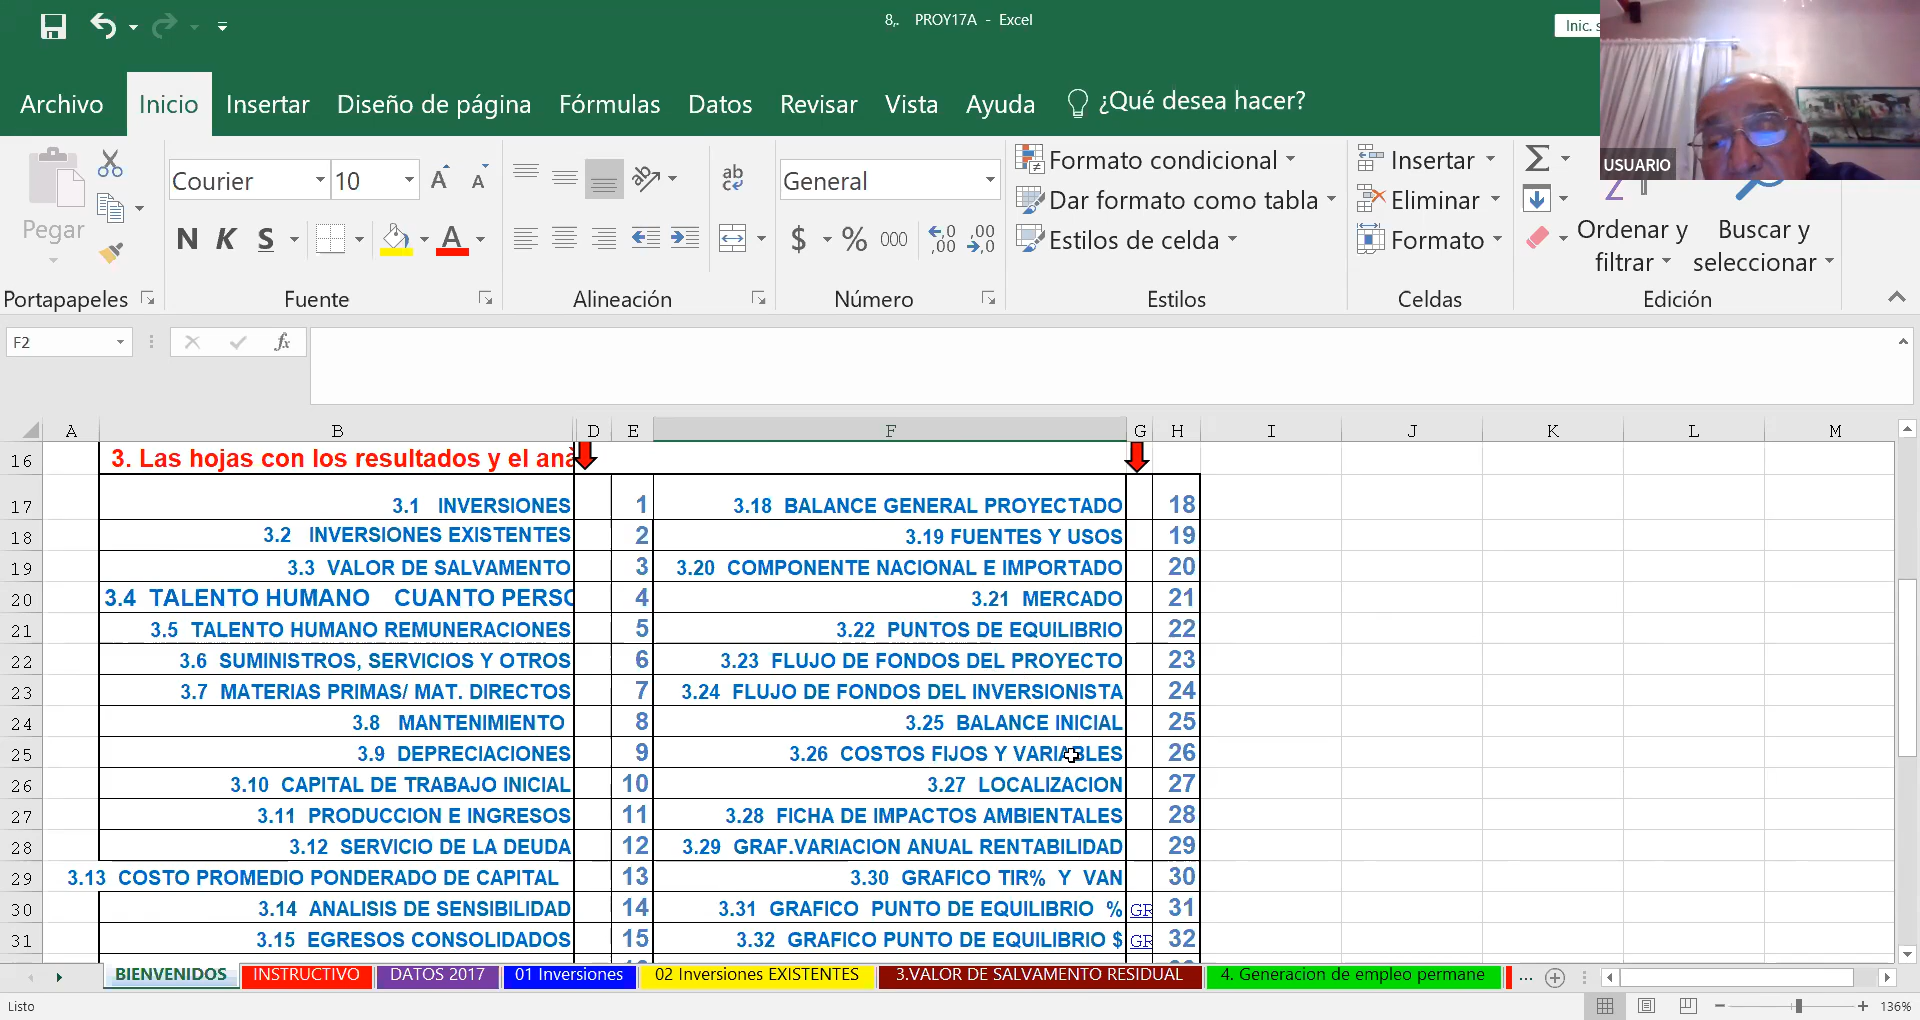 8,. PROY17A - Excel
Inic. s
Archivo Inicio Insertar Diseño de página Fórmulas Datos Revisar Vista Ayuda ¿Qué desea hacer?
USUARIO
Pegar
Portapapeles
Courier 10
N K S
Fuente
Alineación
General
$ % 000
Número
Formato condicional
Dar formato como tabla
Estilos de celda
Estilos
Insertar
Eliminar
Formato
Celdas
Ordenar y filtrar
Buscar y seleccionar
Edición
F2
fx
A B D E F G H I J K L M
16 3. Las hojas con los resultados y el aná
17 3.1 INVERSIONES 1 3.18 BALANCE GENERAL PROYECTADO 18
18 3.2 INVERSIONES EXISTENTES 2 3.19 FUENTES Y USOS 19
19 3.3 VALOR DE SALVAMENTO 3 3.20 COMPONENTE NACIONAL E IMPORTADO 20
20 3.4 TALENTO HUMANO CUANTO PERSO 4 3.21 MERCADO 21
21 3.5 TALENTO HUMANO REMUNERACIONES 5 3.22 PUNTOS DE EQUILIBRIO 22
22 3.6 SUMINISTROS, SERVICIOS Y OTROS 6 3.23 FLUJO DE FONDOS DEL PROYECTO 23
23 3.7 MATERIAS PRIMAS/ MAT. DIRECTOS 7 3.24 FLUJO DE FONDOS DEL INVERSIONISTA 24
24 3.8 MANTENIMIENTO 8 3.25 BALANCE INICIAL 25
25 3.9 DEPRECIACIONES 9 3.26 COSTOS FIJOS Y VARIABLES 26
26 3.10 CAPITAL DE TRABAJO INICIAL 10 3.27 LOCALIZACION 27
27 3.11 PRODUCCION E INGRESOS 11 3.28 FICHA DE IMPACTOS AMBIENTALES 28
28 3.12 SERVICIO DE LA DEUDA 12 3.29 GRAF.VARIACION ANUAL RENTABILIDAD 29
29 3.13 COSTO PROMEDIO PONDERADO DE CAPITAL 13 3.30 GRAFICO TIR% Y VAN 30
30 3.14 ANALISIS DE SENSIBILIDAD 14 3.31 GRAFICO PUNTO DE EQUILIBRIO % GR 31
31 3.15 EGRESOS CONSOLIDADOS 15 3.32 GRAFICO PUNTO DE EQUILIBRIO $ GR 32
BIENVENIDOS INSTRUCTIVO DATOS 2017 01 Inversiones 02 Inversiones EXISTENTES 3.VALOR DE SALVAMENTO RESIDUAL 4. Generacion de empleo permane ...
Listo 136%